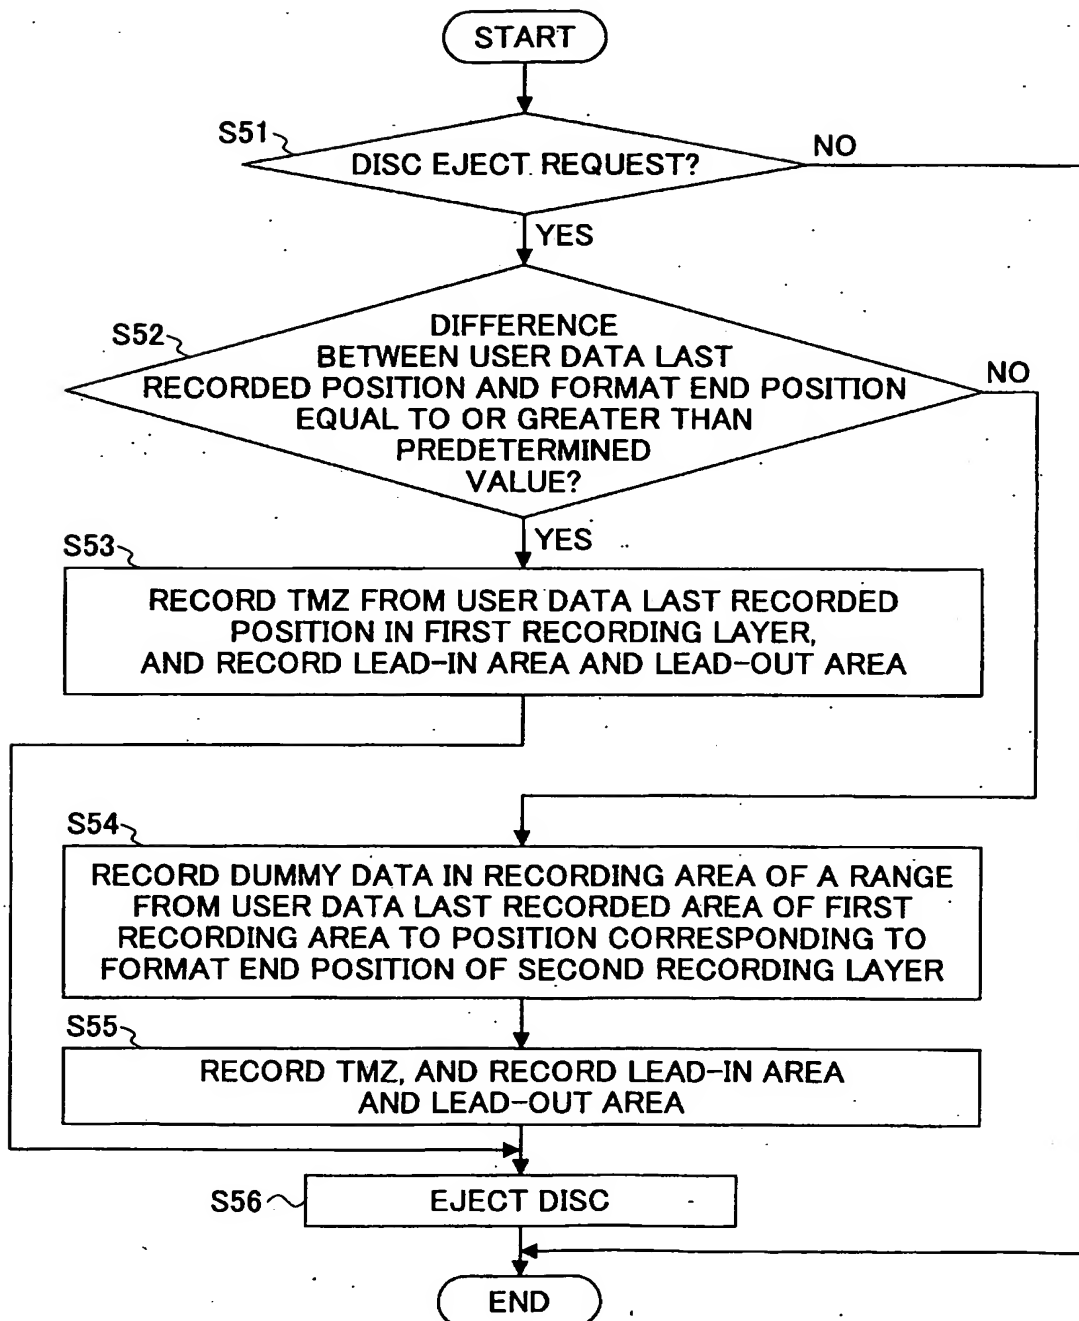 START
S51
DISC EJECT REQUEST?
NO
YES
S52
DIFFERENCE
BETWEEN USER DATA LAST
RECORDED POSITION AND FORMAT END POSITION
EQUAL TO OR GREATER THAN
PREDETERMINED
VALUE?
NO
YES
S53
RECORD TMZ FROM USER DATA LAST RECORDED
POSITION IN FIRST RECORDING LAYER,
AND RECORD LEAD-IN AREA AND LEAD-OUT AREA
S54
RECORD DUMMY DATA IN RECORDING AREA OF A RANGE
FROM USER DATA LAST RECORDED AREA OF FIRST
RECORDING AREA TO POSITION CORRESPONDING TO
FORMAT END POSITION OF SECOND RECORDING LAYER
S55
RECORD TMZ, AND RECORD LEAD-IN AREA
AND LEAD-OUT AREA
S56
EJECT DISC
END